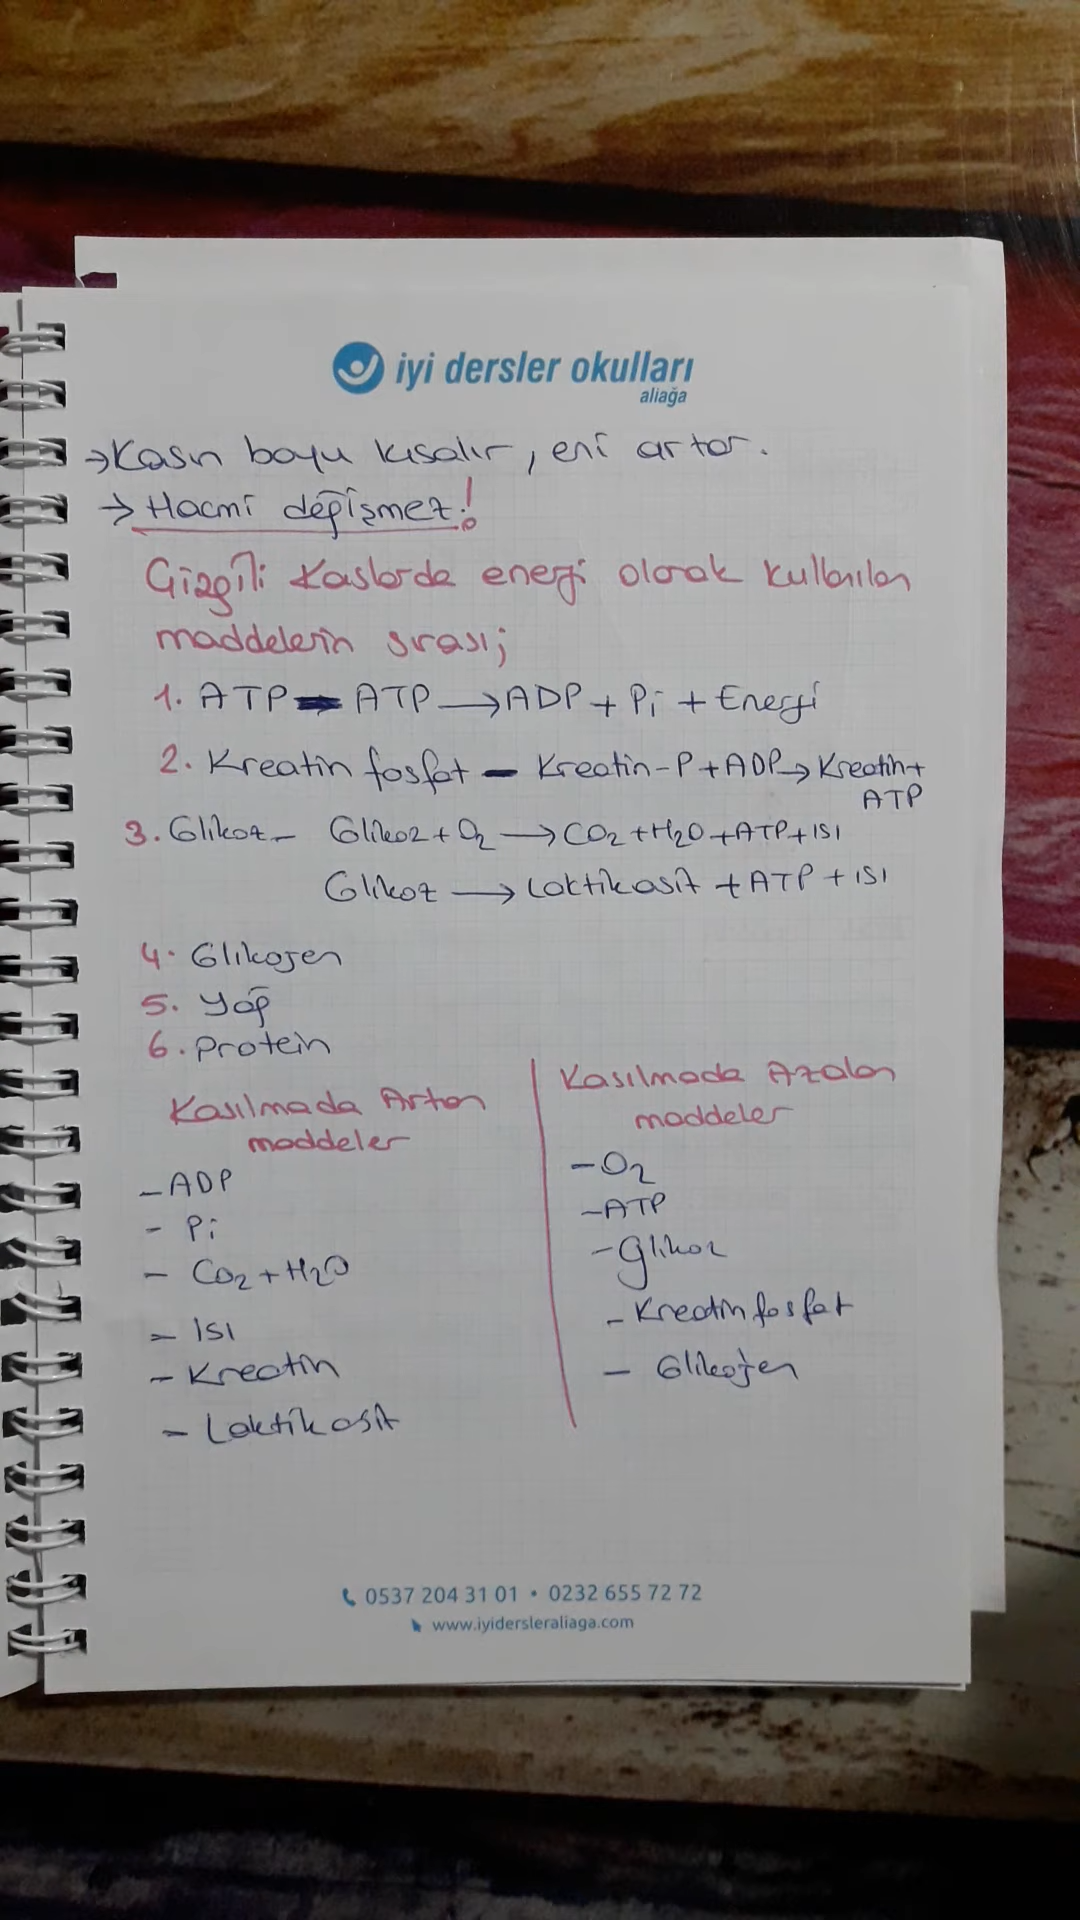 iyi dersler okulları
aliağa
→ Kasın boyu kısalır, eni artar.
→ Hacmi değişmez!
Çizgili Kaslarda enerji olarak kullanılan
maddelerin sırası;
1. ATP - ATP → ADP + Pi + Enerji
2. Kreatin fosfat - Kreatin-P + ADP → Kreatin +
ATP
3. Glikoz - Glikoz + O2 → CO2 + H2O + ATP + ISI
Glikoz → Laktik asit + ATP + ISI
4. Glikojen
5. Yağ
6. Protein
Kasılmada Artan
maddeler
- ADP
- Pi
- CO2 + H2O
- ISI
- Kreatin
- Laktik asit
Kasılmada Azalan
maddeler
- O2
- ATP
- Glikoz
- Kreatin fosfat
- Glikojen
0537 204 31 01 • 0232 655 72 72
www.iyidersleraliaga.com